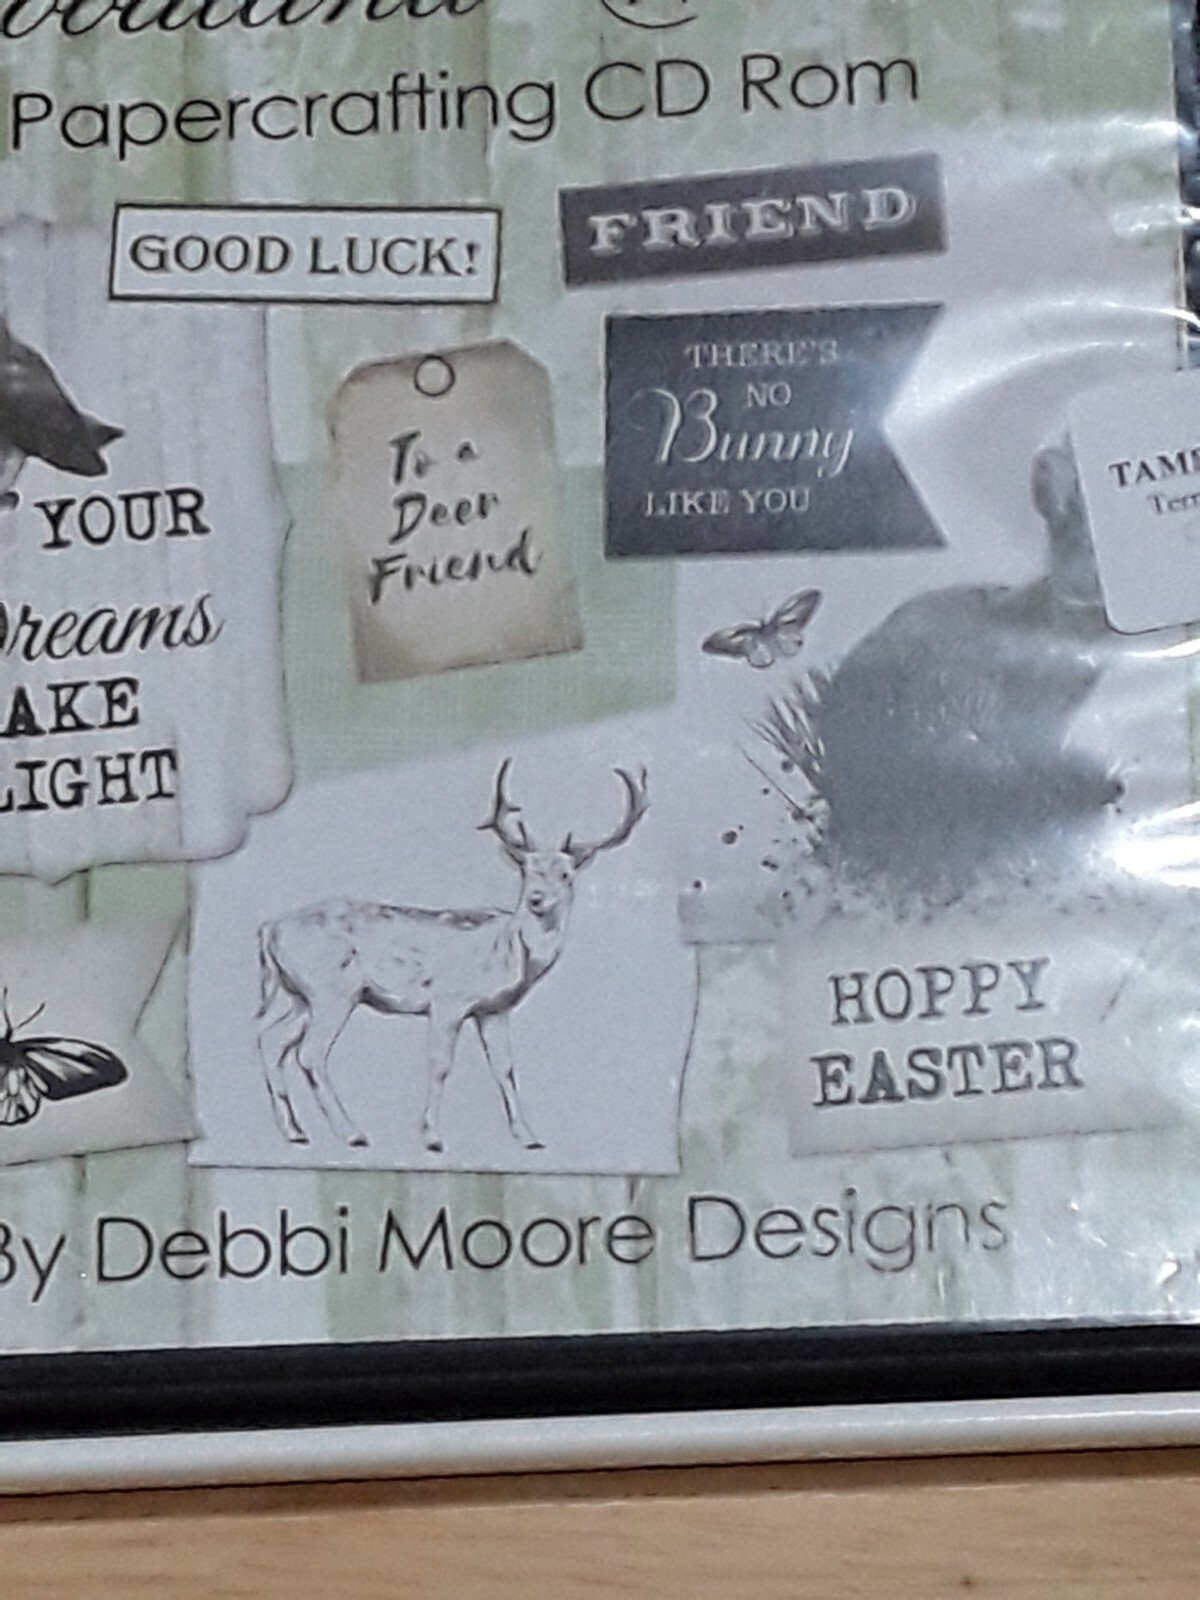 Papercrafting CD Rom
GOOD LUCK!
FRIEND
THERE'S
NO
Bunny
LIKE YOU
To a
Deer
Friend
YOUR
Dreams
AKE
LIGHT
HOPPY
EASTER
By Debbi Moore Designs